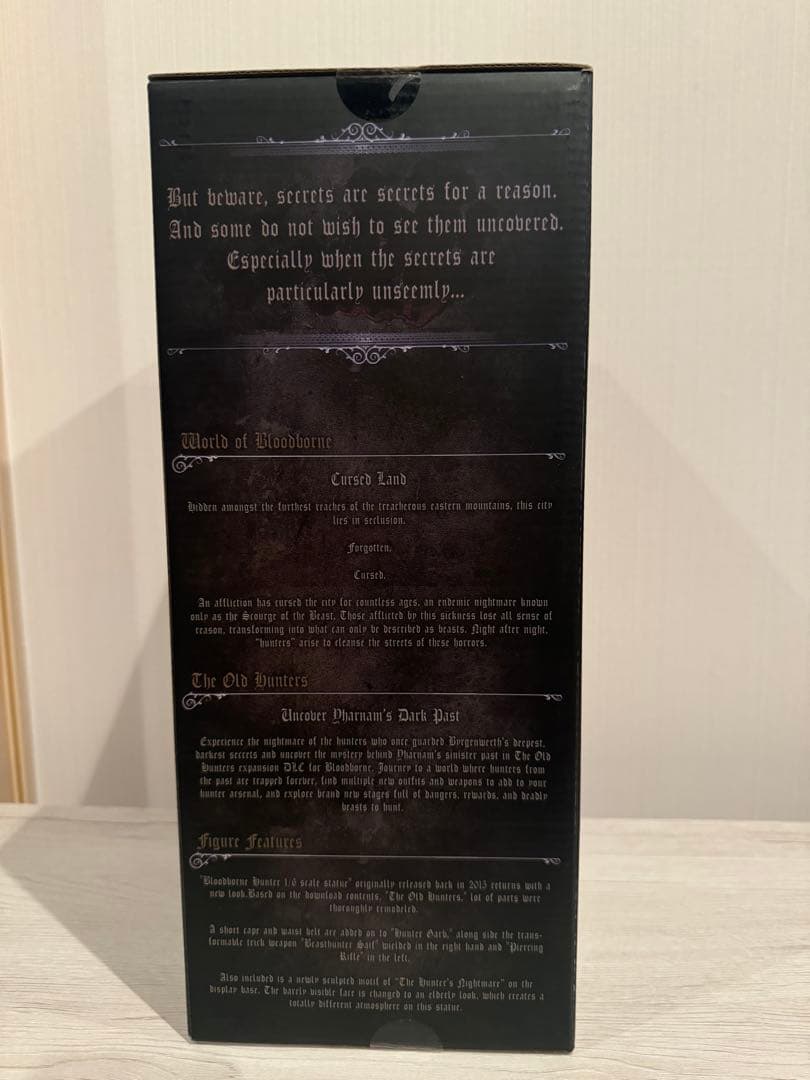 But beware, secrets are secrets for a reason.
And some do not wish to see them uncovered.
Especially when the secrets are
particularly unseemly...
World of Bloodborne
Cursed Land
Hidden amongst the furthest reaches of the treacherous eastern mountains, this city
lies in seclusion.
Forgotten.
Cursed.
An affliction has cursed the city for countless ages, an endemic nightmare known
only as the Scourge of the Beast. Those afflicted by this sickness lose all sense of
reason, transforming into what can only be described as beasts. Night after night,
"hunters" arise to cleanse the streets of these horrors.
The Old Hunters
Uncover Yharnam's Dark Past
Experience the nightmare of the hunters who once guarded Byrgenwerth's deepest,
darkest secrets and uncover the mystery behind Yharnam's sinister past in The Old
Hunters expansion DLC for Bloodborne. Journey to a world where hunters from
the past are trapped forever, find multiple new outfits and weapons to add to your
hunter arsenal, and explore brand new stages full of dangers, rewards, and deadly
beasts to hunt.
Figure Features
"Bloodborne Hunter 1/6 scale statue" originally released back in 2015 returns with a
new look.Based on the download contents, "The Old Hunters," lot of parts were
thoroughly remodeled.
A short cape and waist belt are added on to "Hunter Garb," along side the trans-
formable trick weapon "Beasthunter Saif" wielded in the right hand and "Piercing
Rifle" in the left.
Also included is a newly sculpted motif of "The Hunter's Nightmare" on the
display base. The barely visible face is changed to an elderly look, which creates a
totally different atmosphere on this statue.